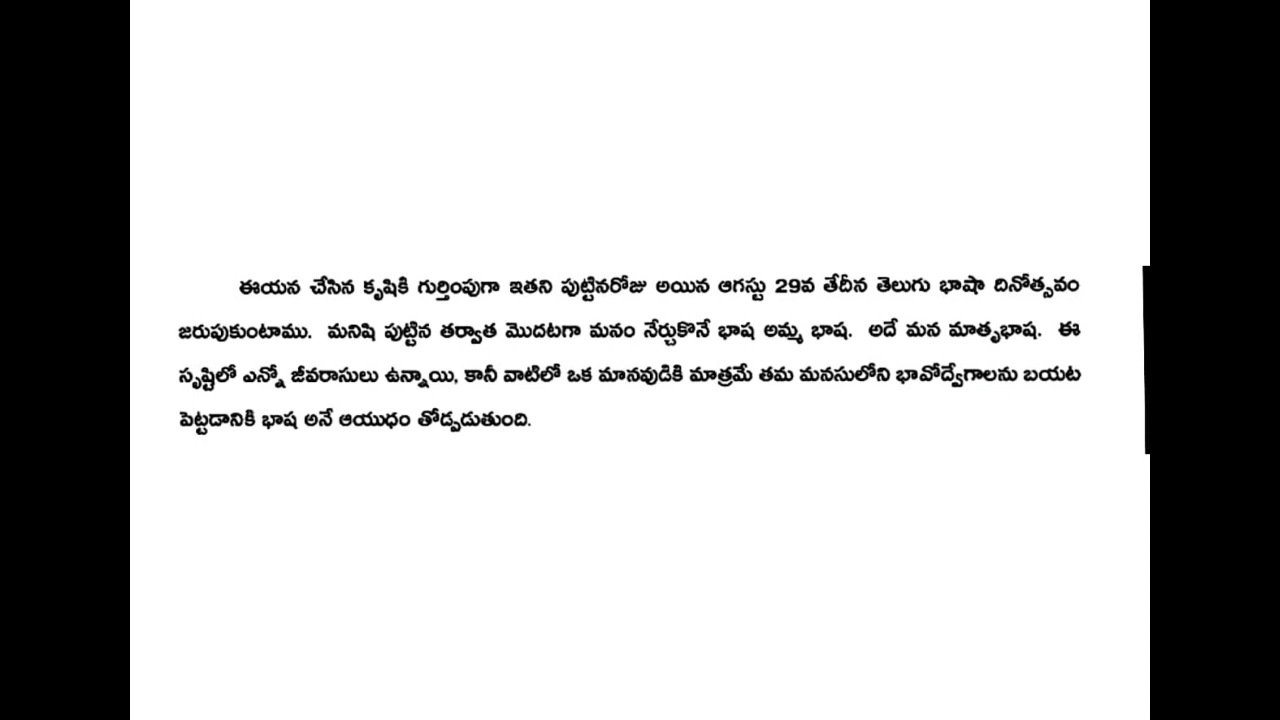 ఈయన చేసిన కృషికి గుర్తింపుగా ఇతని పుట్టినరోజు అయిన ఆగస్టు 29వ తేదీన తెలుగు భాషా దినోత్సవం
జరుపుకుంటాము. మనిషి పుట్టిన తర్వాత మొదటగా మనం నేర్చుకొనే భాష అమ్మ భాష. అదే మన మాతృభాష. ఈ
సృష్టిలో ఎన్నో జీవరాసులు ఉన్నాయి, కానీ వాటిలో ఒక మానవుడికి మాత్రమే తమ మనసులోని భావోద్వేగాలను బయట
పెట్టడానికి భాష అనే ఆయుధం తోడ్పడుతుంది.